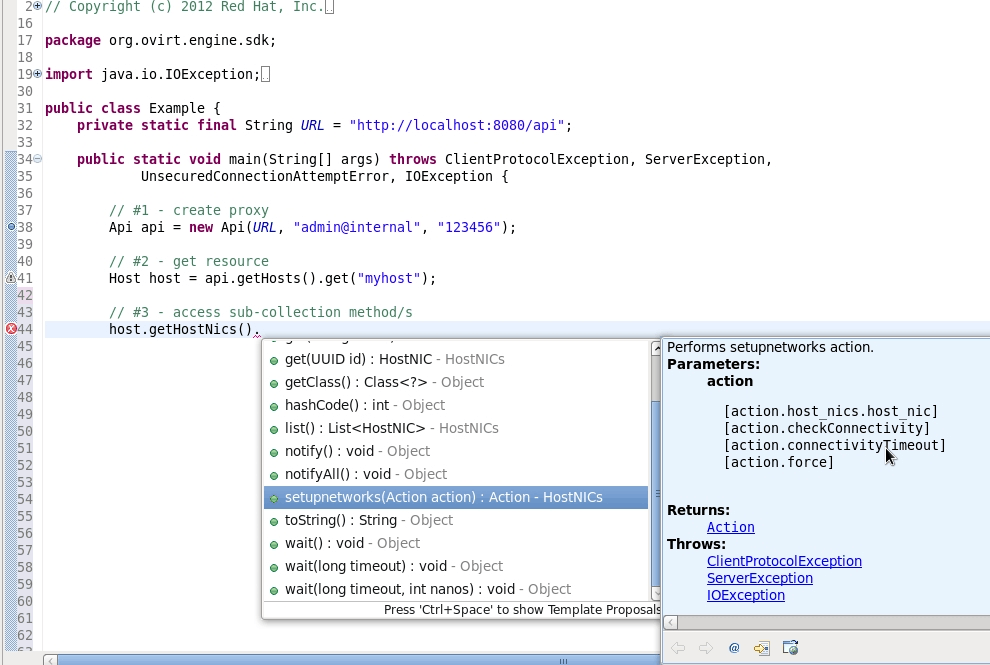 2 // Copyright (c) 2012 Red Hat, Inc.
16
17 package org.ovirt.engine.sdk;
18
19 import java.io.IOException;
30
31 public class Example {
32 private static final String URL = "http://localhost:8080/api";
33
34 public static void main(String[] args) throws ClientProtocolException, ServerException,
35 UnsecuredConnectionAttemptError, IOException {
36
37 // #1 - create proxy
38 Api api = new Api(URL, "admin@internal", "123456");
39
40 // #2 - get resource
41 Host host = api.getHosts().get("myhost");
42
43 // #3 - access sub-collection method/s
44 host.getHostNics().
45
46
47
48
49
50
51
52
53
54
55
56
57
58
59
60
61
62
get(UUID id) : HostNIC - HostNICs
getClass() : Class<?> - Object
hashCode() : int - Object
list() : List<HostNIC> - HostNICs
notify() : void - Object
notifyAll() : void - Object
setupnetworks(Action action) : Action - HostNICs
toString() : String - Object
wait() : void - Object
wait(long timeout) : void - Object
wait(long timeout, int nanos) : void - Object
Press 'Ctrl+Space' to show Template Proposals
Performs setupnetworks action.
Parameters:
action
[action.host_nics.host_nic]
[action.checkConnectivity]
[action.connectivityTimeout]
[action.force]
Returns:
Action
Throws:
ClientProtocolException
ServerException
IOException